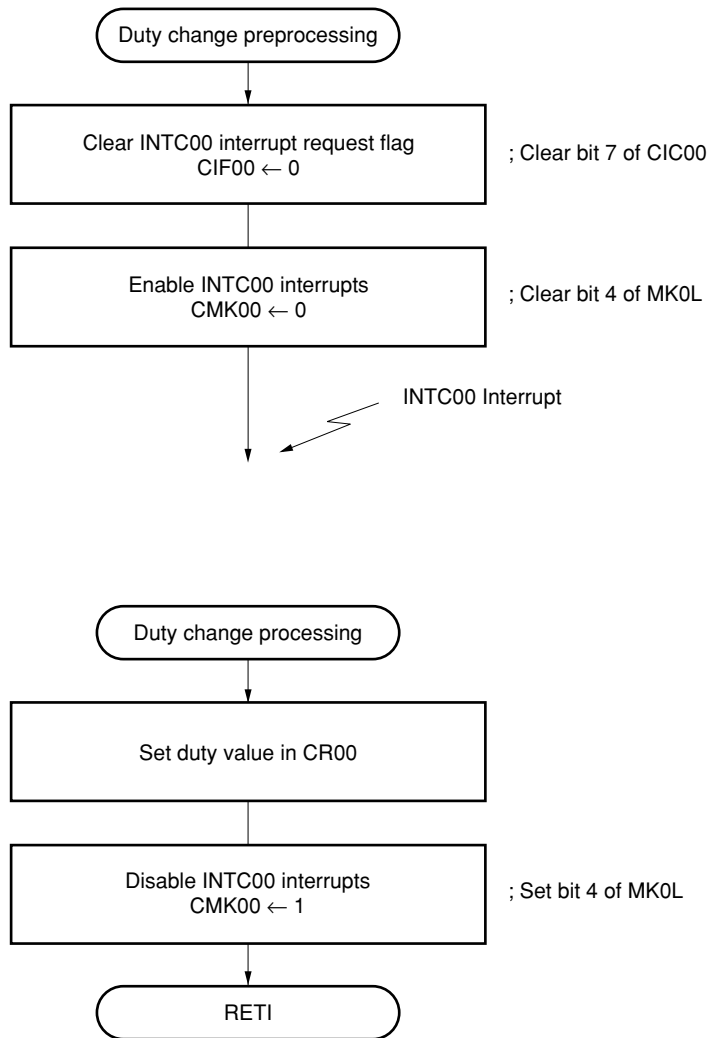 Duty change preprocessing
Clear INTC00 interrupt request flag
CIF00 ← 0
; Clear bit 7 of CIC00
Enable INTC00 interrupts
CMK00 ← 0
; Clear bit 4 of MK0L
INTC00 Interrupt
Duty change processing
Set duty value in CR00
Disable INTC00 interrupts
CMK00 ← 1
; Set bit 4 of MK0L
RETI